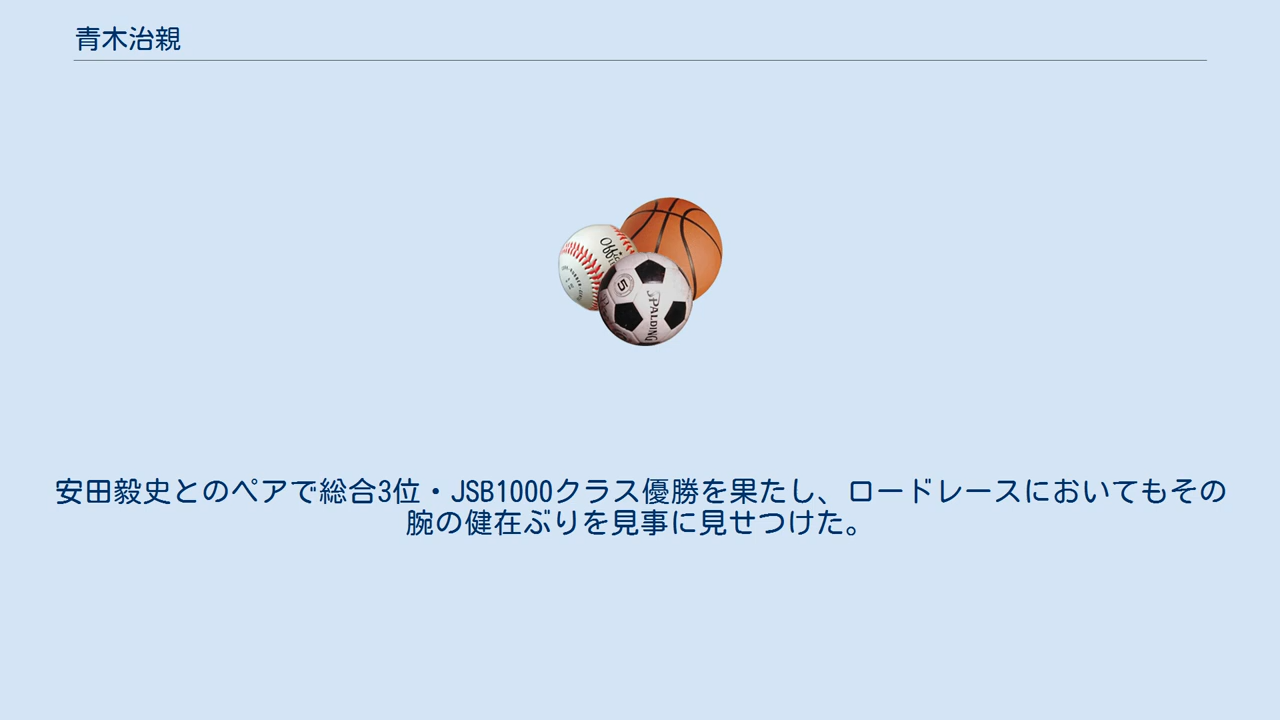 青木治親
Offi
5
SPALDING
安田毅史とのペアで総合3位・JSB1000クラス優勝を果たし、ロードレースにおいてもその
腕の健在ぶりを見事に見せつけた。